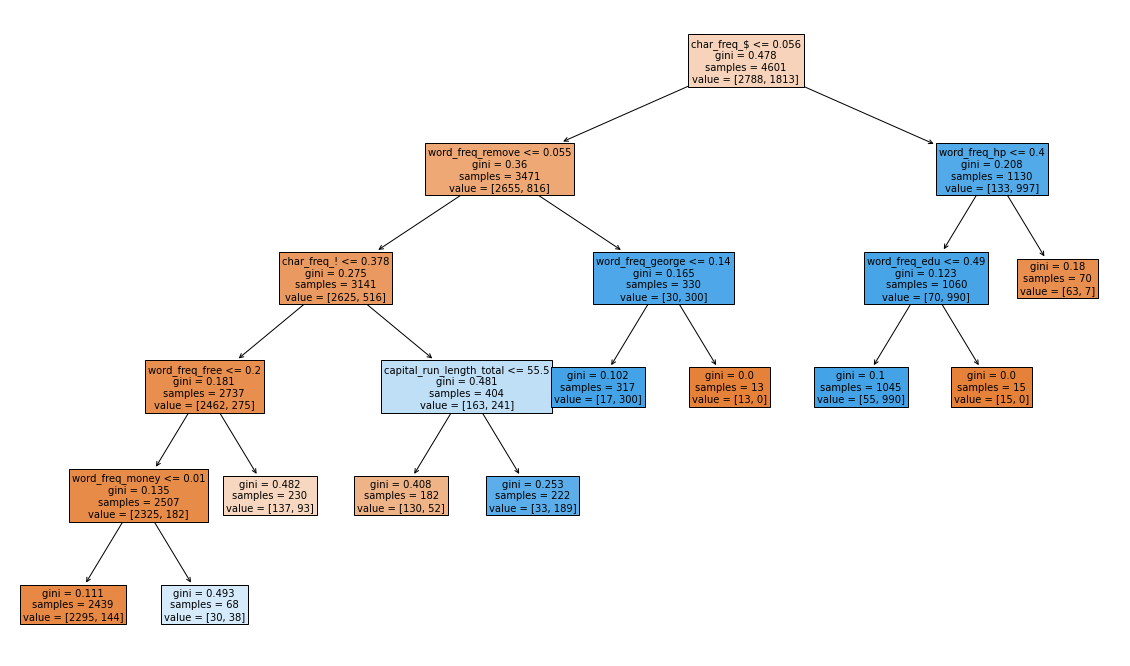 char_freq_$ <= 0.056
gini = 0.478
samples = 4601
value = [2788, 1813]
word_freq_remove <= 0.055
gini = 0.36
samples = 3471
value = [2655, 816]
word_freq_hp <= 0.4
gini = 0.208
samples = 1130
value = [133, 997]
char_freq_! <= 0.378
gini = 0.275
samples = 3141
value = [2625, 516]
word_freq_george <= 0.14
gini = 0.165
samples = 330
value = [30, 300]
word_freq_edu <= 0.49
gini = 0.123
samples = 1060
value = [70, 990]
gini = 0.18
samples = 70
value = [63, 7]
word_freq_free <= 0.2
gini = 0.181
samples = 2737
value = [2462, 275]
capital_run_length_total <= 55.5
gini = 0.481
samples = 404
value = [163, 241]
gini = 0.102
samples = 317
value = [17, 300]
gini = 0.0
samples = 13
value = [13, 0]
gini = 0.1
samples = 1045
value = [55, 990]
gini = 0.0
samples = 15
value = [15, 0]
word_freq_money <= 0.01
gini = 0.135
samples = 2507
value = [2325, 182]
gini = 0.482
samples = 230
value = [137, 93]
gini = 0.408
samples = 182
value = [130, 52]
gini = 0.253
samples = 222
value = [33, 189]
gini = 0.111
samples = 2439
value = [2295, 144]
gini = 0.493
samples = 68
value = [30, 38]